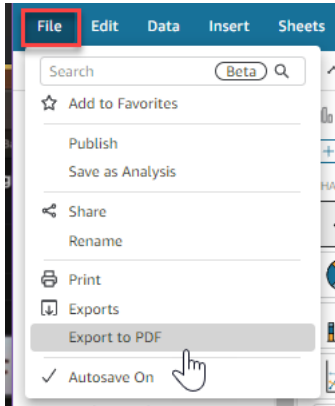 File Edit Data Insert Sheets
Search Beta
Add to Favorites
Publish
Save as Analysis
Share
Rename
Print
Exports
Export to PDF
Autosave On
HA